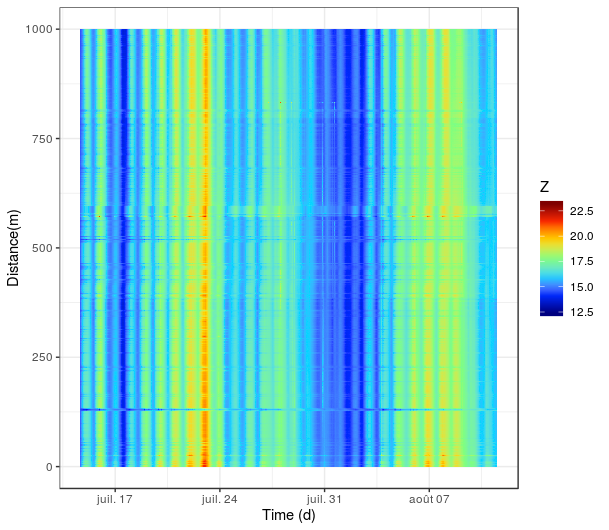 1000
750
500
250
0
Distance(m)
juil. 17
juil. 24
juil. 31
août 07
Time (d)
Z
22.5
20.0
17.5
15.0
12.5